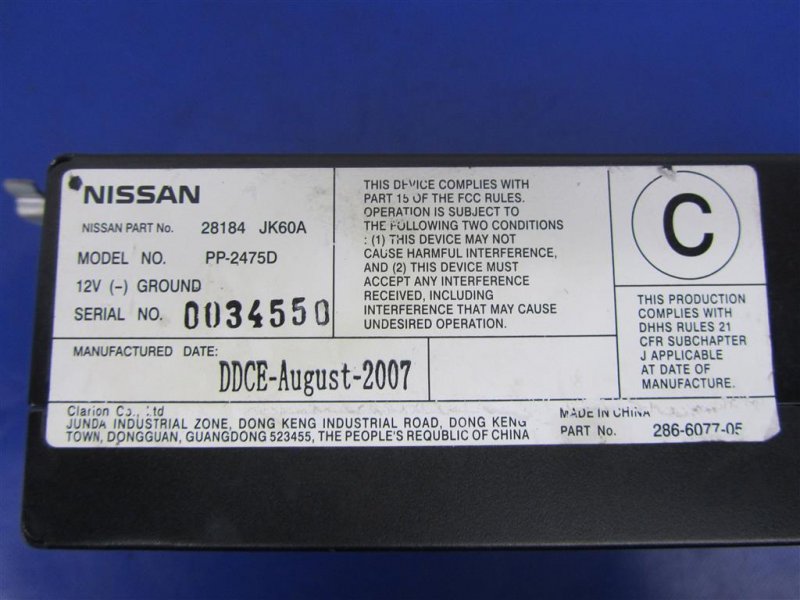 NISSAN
NISSAN PART No. 28184 JK60A
MODEL NO. PP-2475D
12V (-) GROUND
SERIAL NO. 0034550
THIS DEVICE COMPLIES WITH
PART 15 OF THE FCC RULES.
OPERATION IS SUBJECT TO
THE FOLLOWING TWO CONDITIONS
: (1) THIS DEVICE MAY NOT
CAUSE HARMFUL INTERFERENCE,
AND (2) THIS DEVICE MUST
ACCEPT ANY INTERFERENCE
RECEIVED, INCLUDING
INTERFERENCE THAT MAY CAUSE
UNDESIRED OPERATION.
C
THIS PRODUCTION
COMPLIES WITH
DHHS RULES 21
CFR SUBCHAPTER
J APPLICABLE
AT DATE OF
MANUFACTURE.
MANUFACTURED DATE:
DDCE-August-2007
Clarion Co., Ltd
JUNDA INDUSTRIAL ZONE, DONG KENG INDUSTRIAL ROAD, DONG KENG
TOWN, DONGGUAN, GUANGDONG 523455, THE PEOPLE'S REQUBLIC OF CHINA
MADE IN CHINA
PART No. 286-6077-05